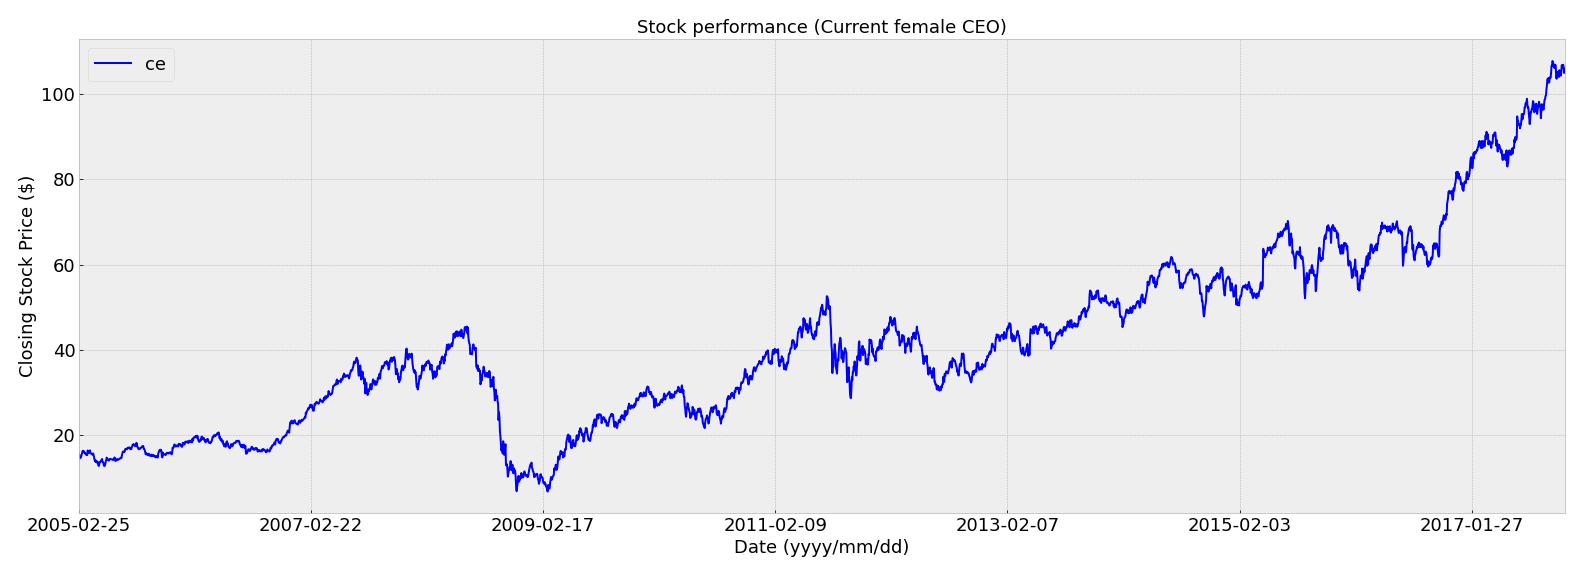 Stock performance (Current female CEO)
ce
100
80
60
40
20
Closing Stock Price ($)
2005-02-25 2007-02-22 2009-02-17 2011-02-09 2013-02-07 2015-02-03 2017-01-27
Date (yyyy/mm/dd)